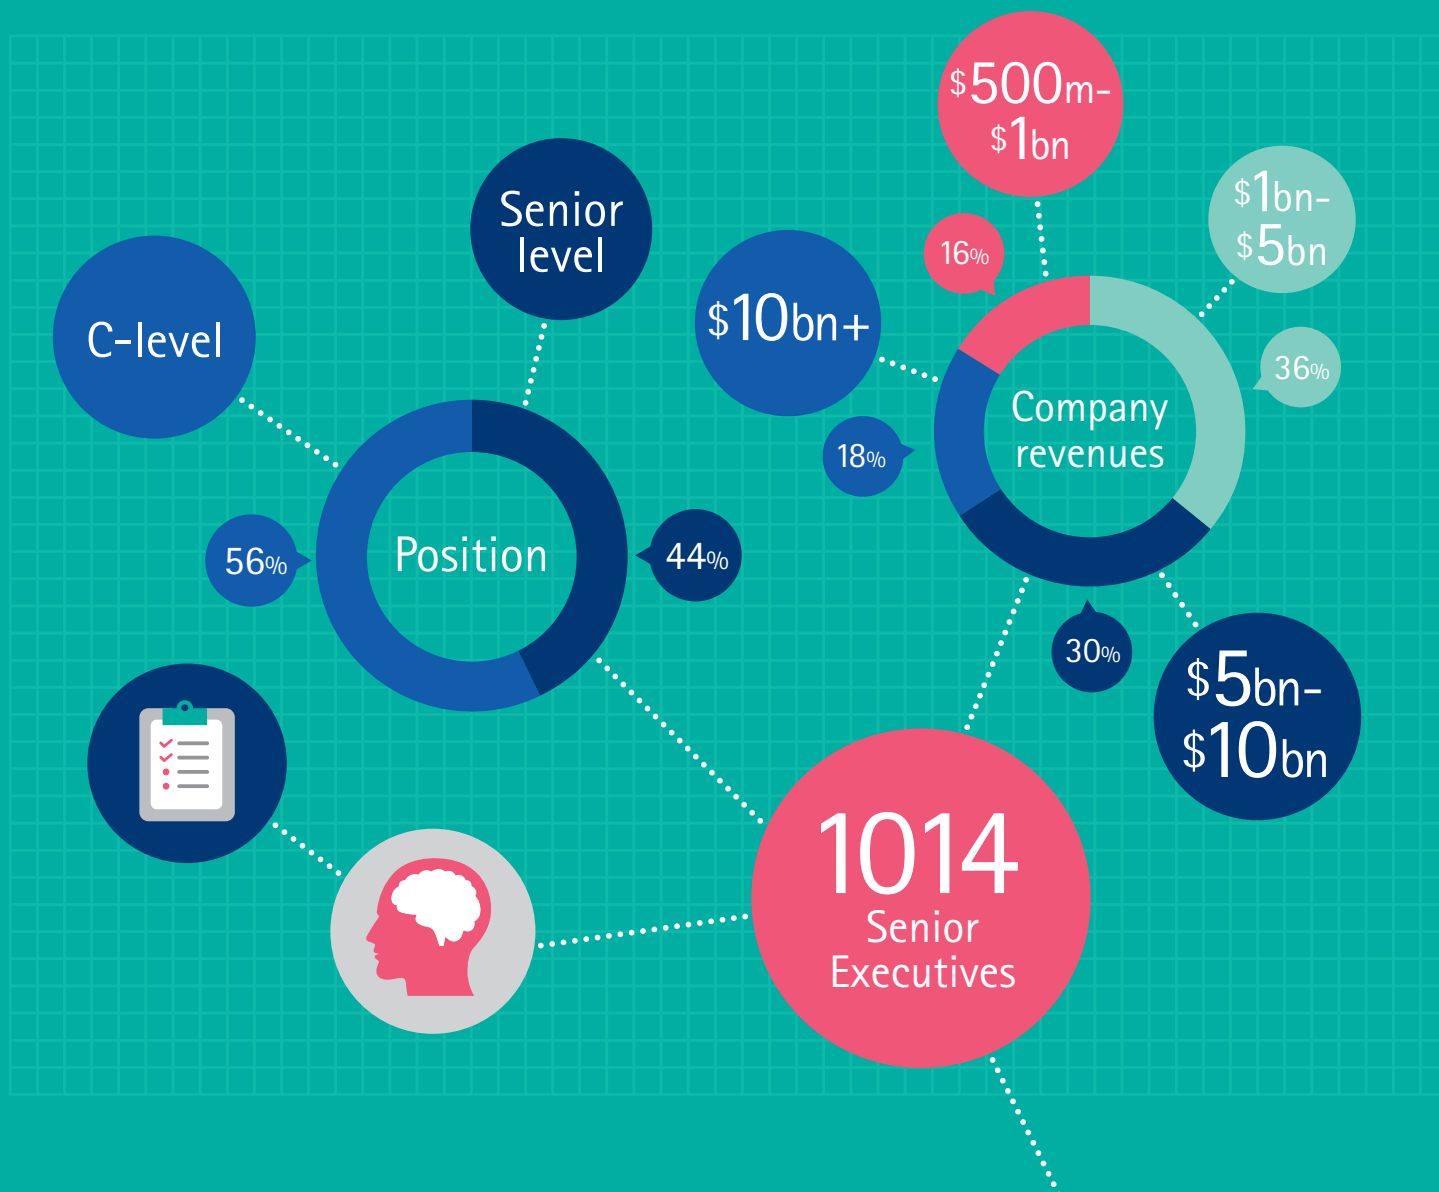 $500m-
$1bn
$1bn-
$5bn
Senior
level
16%
$10bn+
C-level
36%
Company
revenues
18%
Position
56%
44%
30%
$5bn-
$10bn
1014
Senior
Executives